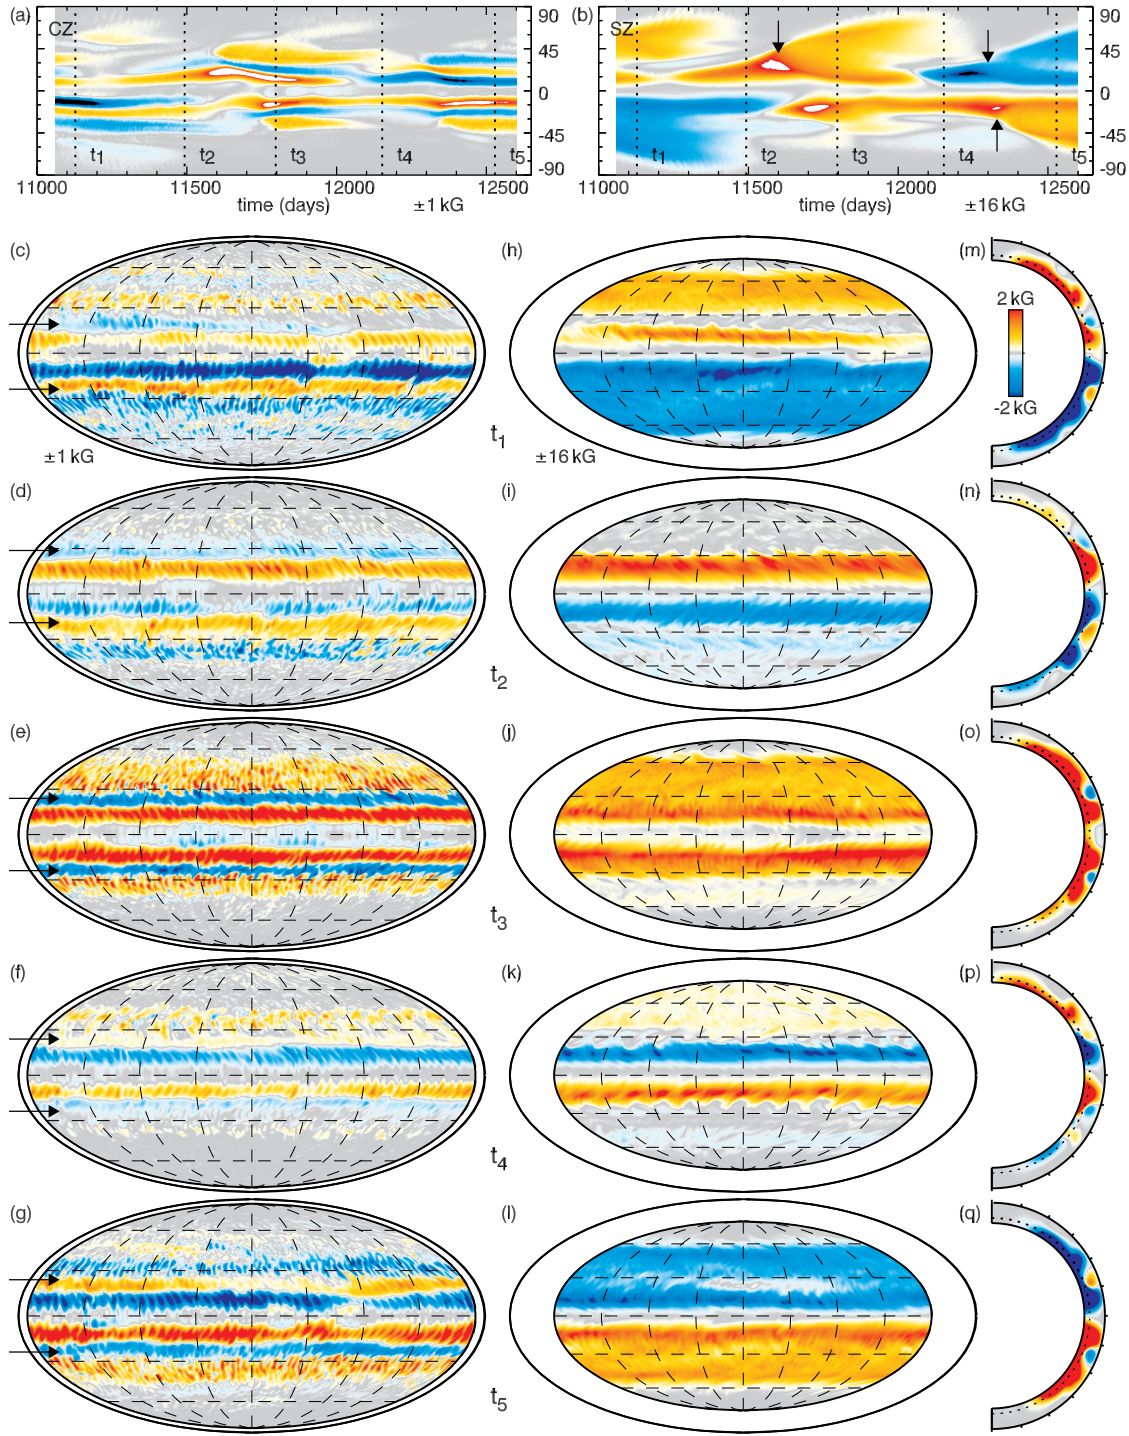 (a)
CZ
90
45
0
-45
-90
t1 t2 t3 t4 t5
11000 11500 12000 12500
time (days)
±1 kG
(b)
SZ
90
45
0
-45
-90
t1 t2 t3 t4 t5
11000 11500 12000 12500
time (days)
±16 kG
(c)
±1 kG
t1
(h)
±16 kG
(m)
2 kG
-2 kG
(d)
t2
(i)
(n)
(e)
t3
(j)
(o)
(f)
t4
(k)
(p)
(g)
t5
(l)
(q)